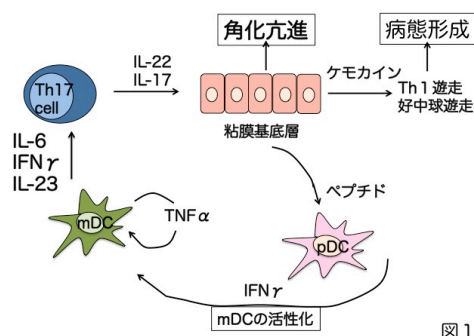 角化亢進
病態形成
IL-22
IL-17
ケモカイン
Th17
cell
Th1遊走
好中球遊走
粘膜基底層
IL-6
IFNγ
IL-23
ペプチド
mDC
TNFα
pDC
IFNγ
mDCの活性化
図1